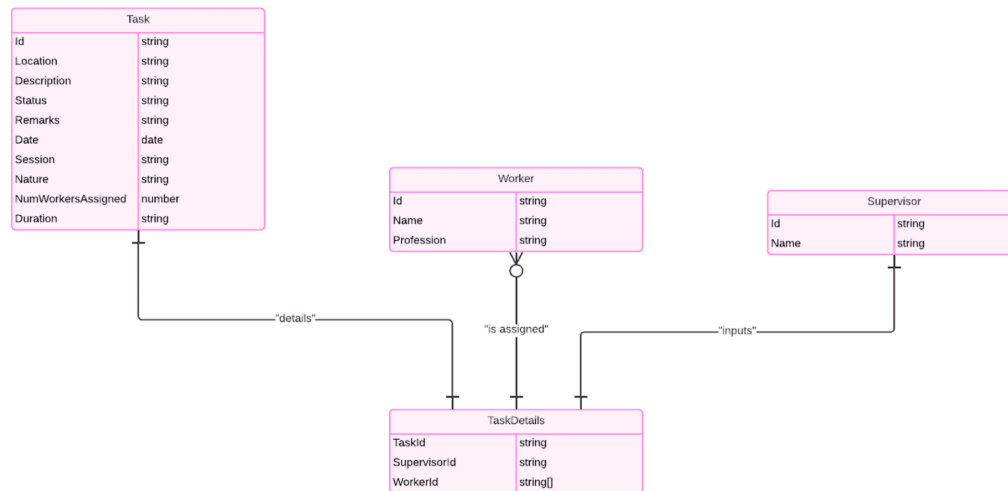 Task
Id string
Location string
Description string
Status string
Remarks string
Date date
Session string
Nature string
NumWorkersAssigned number
Duration string
Worker
Id string
Name string
Profession string
Supervisor
Id string
Name string
"details"
"is assigned"
"inputs"
TaskDetails
TaskId string
SupervisorId string
WorkerId string[]